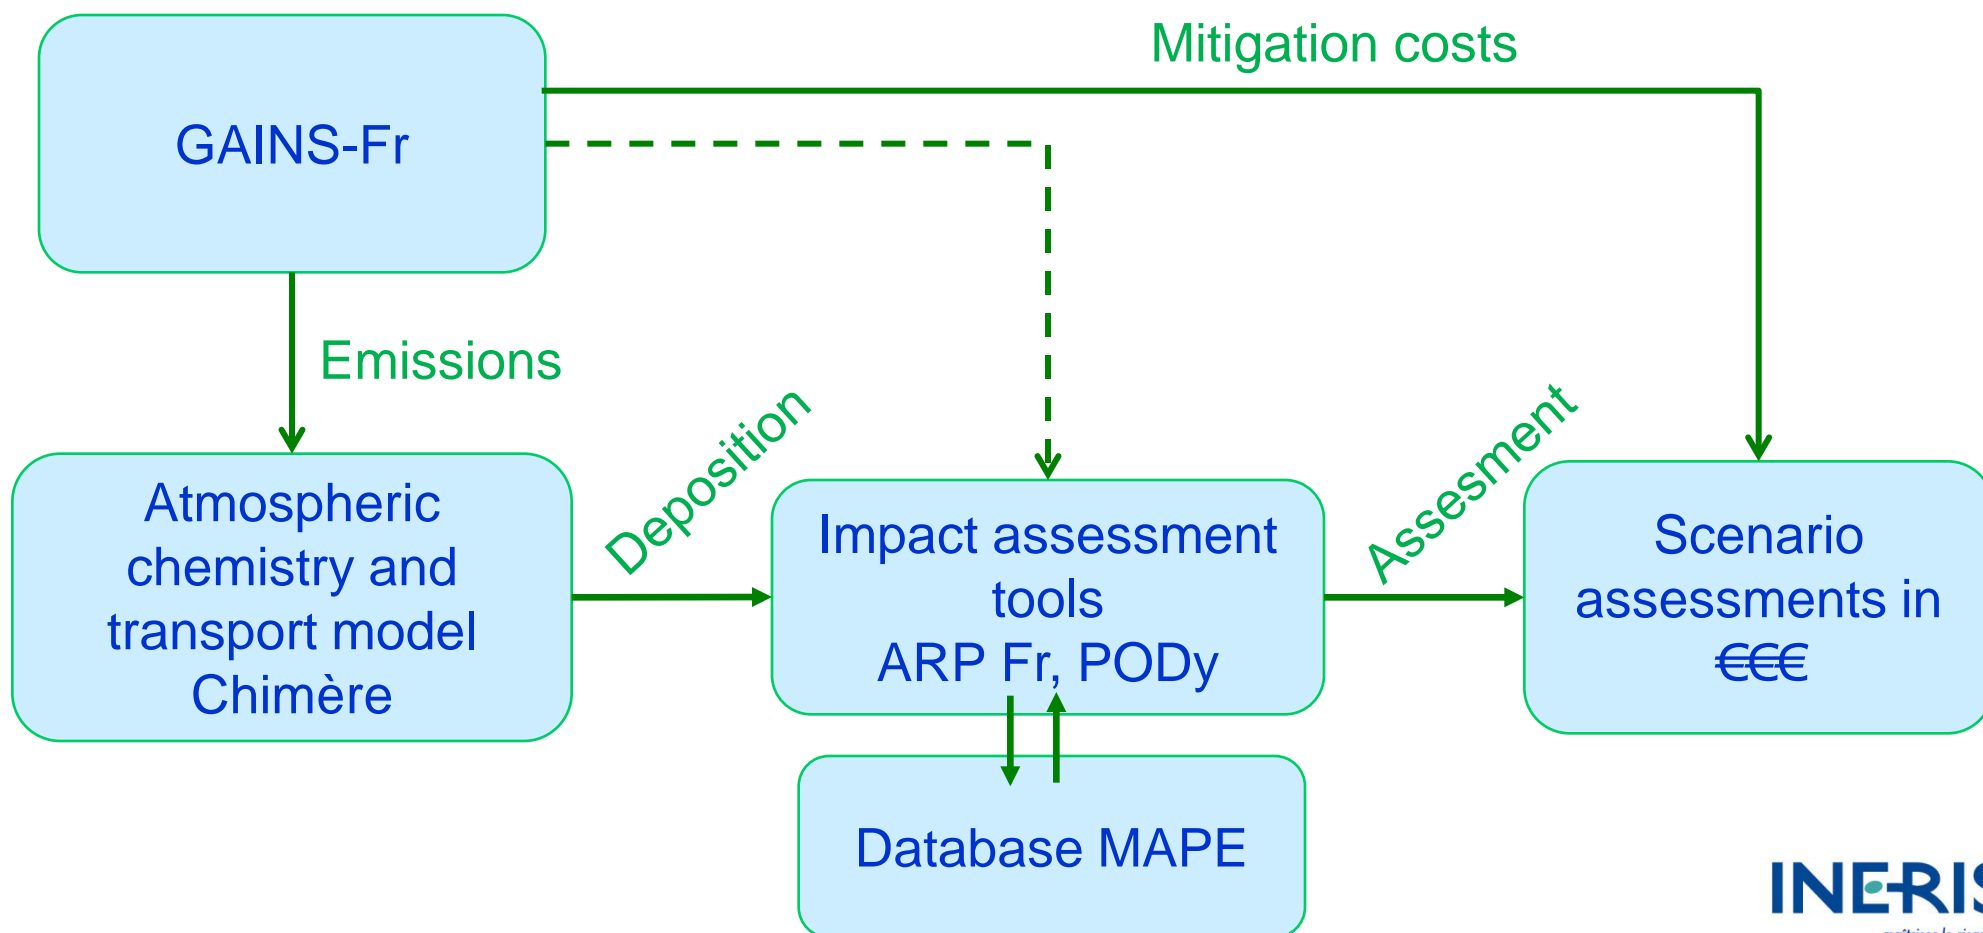 Mitigation costs
GAINS-Fr
Emissions
Deposition
Assessment
Atmospheric
chemistry and
transport model
Chimère
Impact assessment
tools
ARP Fr, PODy
Scenario
assessments in
€€€
Database MAPE
INERIS